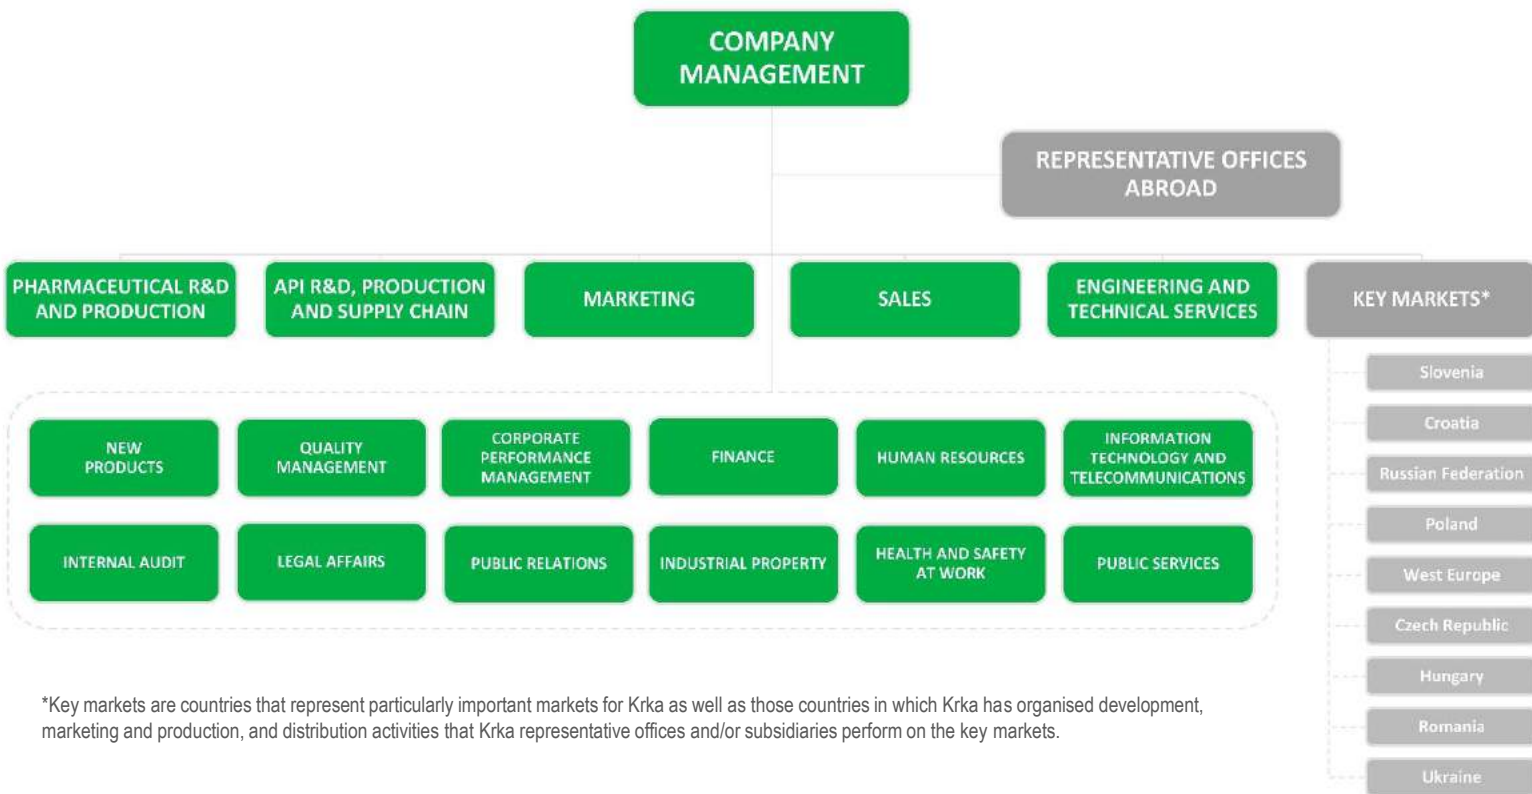 COMPANY
MANAGEMENT
REPRESENTATIVE OFFICES
ABROAD
PHARMACEUTICAL R&D
AND PRODUCTION
API R&D, PRODUCTION
AND SUPPLY CHAIN
MARKETING
SALES
ENGINEERING AND
TECHNICAL SERVICES
KEY MARKETS*
Slovenia
Croatia
Russian Federation
Poland
West Europe
Czech Republic
Hungary
Romania
Ukraine
NEW
PRODUCTS
QUALITY
MANAGEMENT
CORPORATE
PERFORMANCE
MANAGEMENT
FINANCE
HUMAN RESOURCES
INFORMATION
TECHNOLOGY AND
TELECOMMUNICATIONS
INTERNAL AUDIT
LEGAL AFFAIRS
PUBLIC RELATIONS
INDUSTRIAL PROPERTY
HEALTH AND SAFETY
AT WORK
PUBLIC SERVICES
*Key markets are countries that represent particularly important markets for Krka as well as those countries in which Krka has organised development,
marketing and production, and distribution activities that Krka representative offices and/or subsidiaries perform on the key markets.